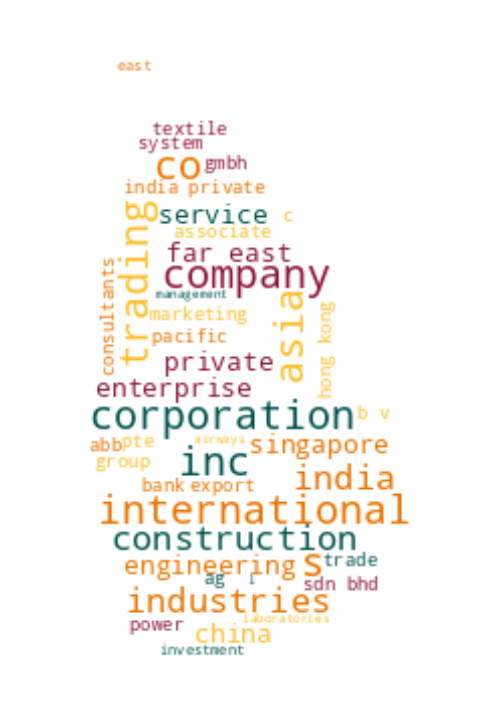 east
textile
system
co gmbh
india private
trading
service c
associate
far east
company
consultants
management
asia
marketing
hong kong
pacific
private
enterprise
corporation b v
abb pte airways singapore
inc
group
india
bank export
international
construction
engineering s trade
ag l
sdn bhd
industries
laboratories
power
china
investment